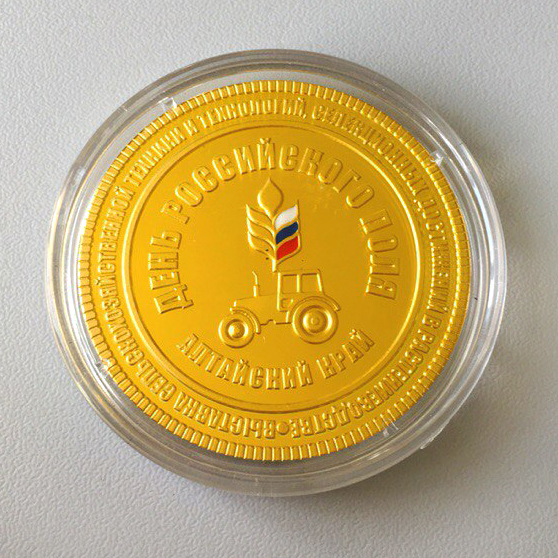 ДЕНЬ РОССИЙСКОГО ПОЛЯ
АЛТАЙСКИЙ КРАЙ
ВЫСТАВКА СЕЛЬСКОХОЗЯЙСТВЕННОЙ ТЕХНИКИ И ТЕХНОЛОГИЙ, СЕЛЕКЦИОННЫХ ДОСТИЖЕНИЙ В РАСТЕНИЕВОДСТВЕ •